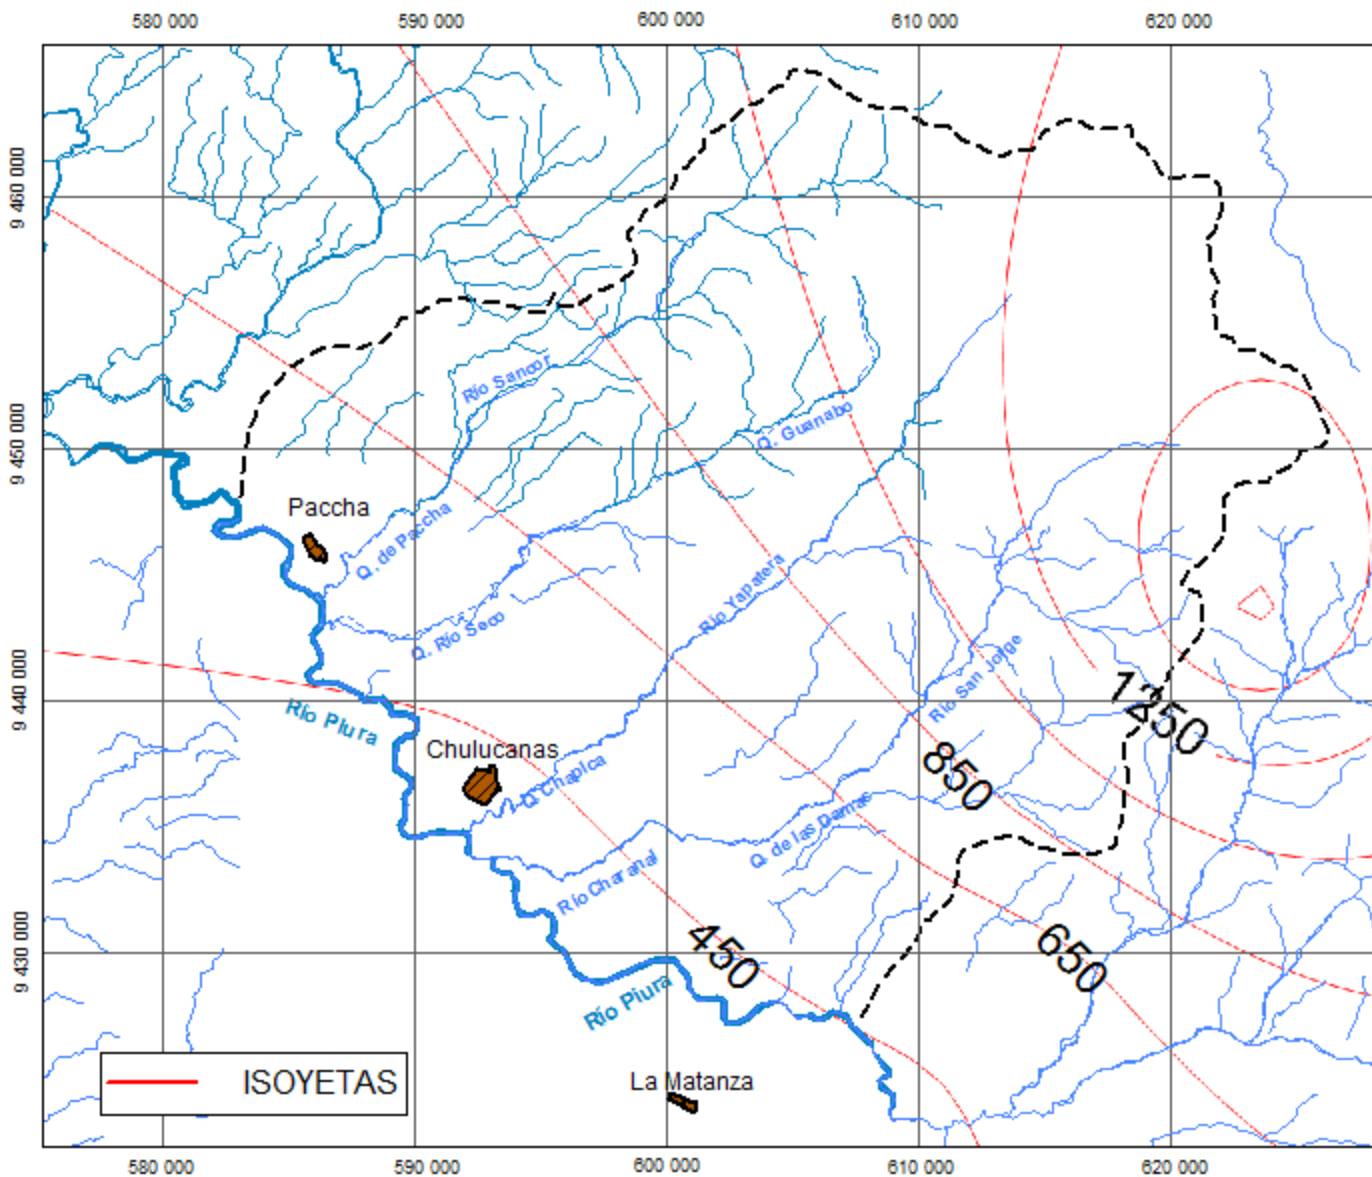 580 000
590 000
600 000
610 000
620 000
9 460 000
9 450 000
9 440 000
9 430 000
Río Sancor
Q. Guanabo
Paccha
Q. de Paccha
Río Yapatera
Q. Río Seco
Río San Jorge
Río Piura
1250
Chulucanas
850
Q. Chapica
Q. de las Damas
Río Charanal
450
650
Río Piura
ISOYETAS
La Matanza
580 000
590 000
600 000
610 000
620 000